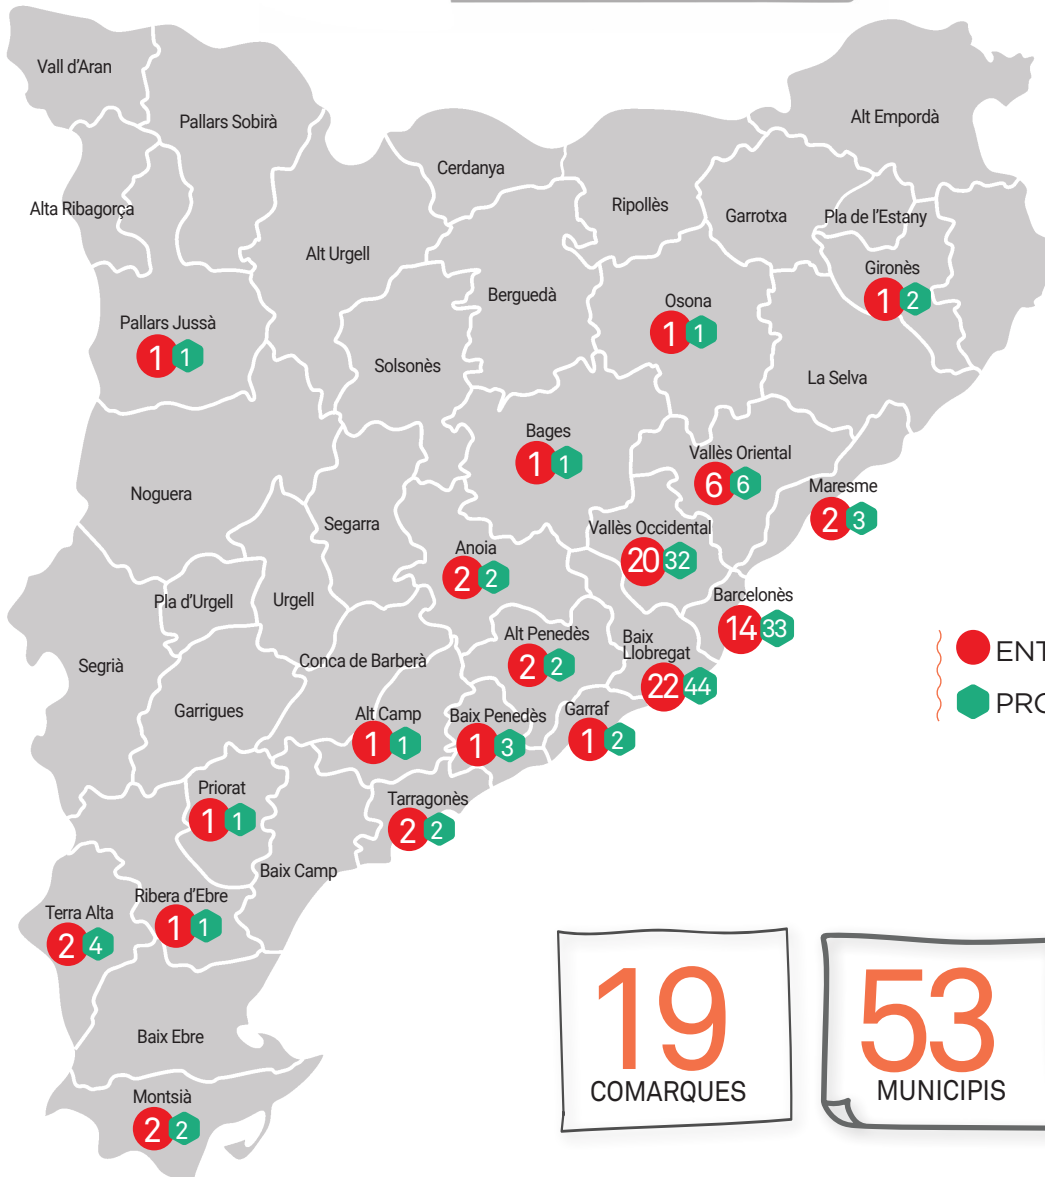 Vall d'Aran
Pallars Sobirà
Alt Empordà
Cerdanya
Ripollès
Alta Ribagorça
Garrotxa
Pla de l'Estany
Alt Urgell
Gironès
1 2
Berguedà
Osona
1 1
Pallars Jussà
1 1
Solsonès
La Selva
Bages
1 1
Vallès Oriental
6 6
Noguera
Maresme
2 3
Segarra
Vallès Occidental
20 32
Anoia
2 2
Pla d'Urgell
Urgell
Barcelonès
14 33
Alt Penedès
2 2
Baix
Llobregat
22 44
Segrià
Conca de Barberà
ENT
PRO
Garrigues
Alt Camp
1 1
Baix Penedès
1 3
Garraf
1 2
Priorat
1 1
Tarragonès
2 2
Baix Camp
Ribera d'Ebre
1 1
Terra Alta
2 4
19
COMARQUES
53
MUNICIPIS
Baix Ebre
Montsià
2 2